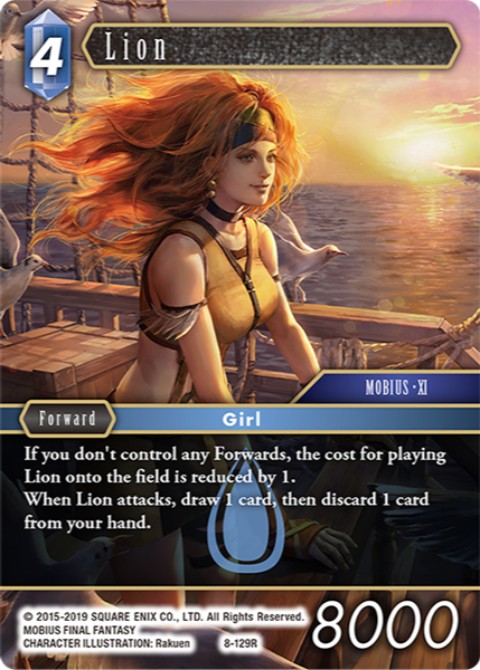 4
Lion
MOBIUS · XI
Forward
Girl
If you don't control any Forwards, the cost for playing
Lion onto the field is reduced by 1.
When Lion attacks, draw 1 card, then discard 1 card
from your hand.
© 2015-2019 SQUARE ENIX CO., LTD. All Rights Reserved.
MOBIUS FINAL FANTASY
CHARACTER ILLUSTRATION: Rakuen 8-129R
8000